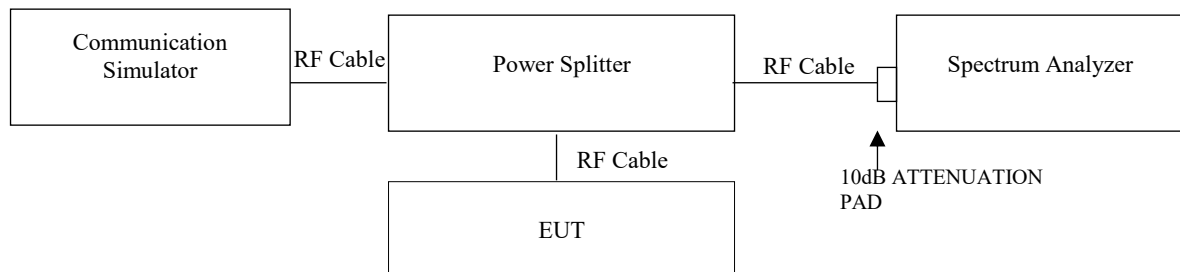 Communication
Simulator
RF Cable
Power Splitter
RF Cable
Spectrum Analyzer
RF Cable
10dB ATTENUATION
PAD
EUT